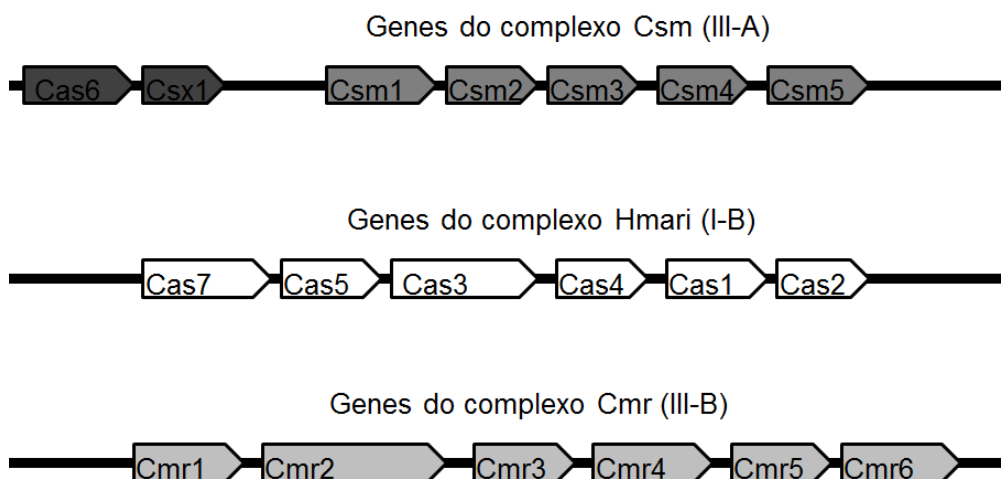 Genes do complexo Csm (III-A)
Cas6 Csx1 Csm1 Csm2 Csm3 Csm4 Csm5
Genes do complexo Hmari (I-B)
Cas7 Cas5 Cas3 Cas4 Cas1 Cas2
Genes do complexo Cmr (III-B)
Cmr1 Cmr2 Cmr3 Cmr4 Cmr5 Cmr6